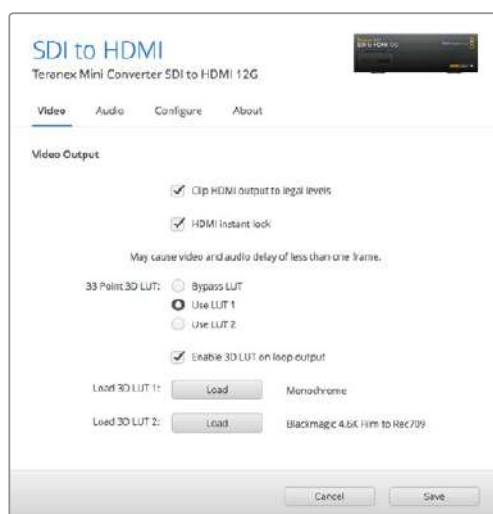 SDI to HDMI
Teranex Mini Converter SDI to HDMI 12G
Video Audio Configure About
Video Output
Clip HDMI output to legal levels
HDMI instant lock
May cause video and audio delay of less than one frame.
33 Point 3D LUT: Bypass LUT
Use LUT 1
Use LUT 2
Enable 3D LUT on loop output
Load 3D LUT 1: Load Monochrome
Load 3D LUT 2: Load Blackmagic 4.6K Film to Rec709
Cancel Save